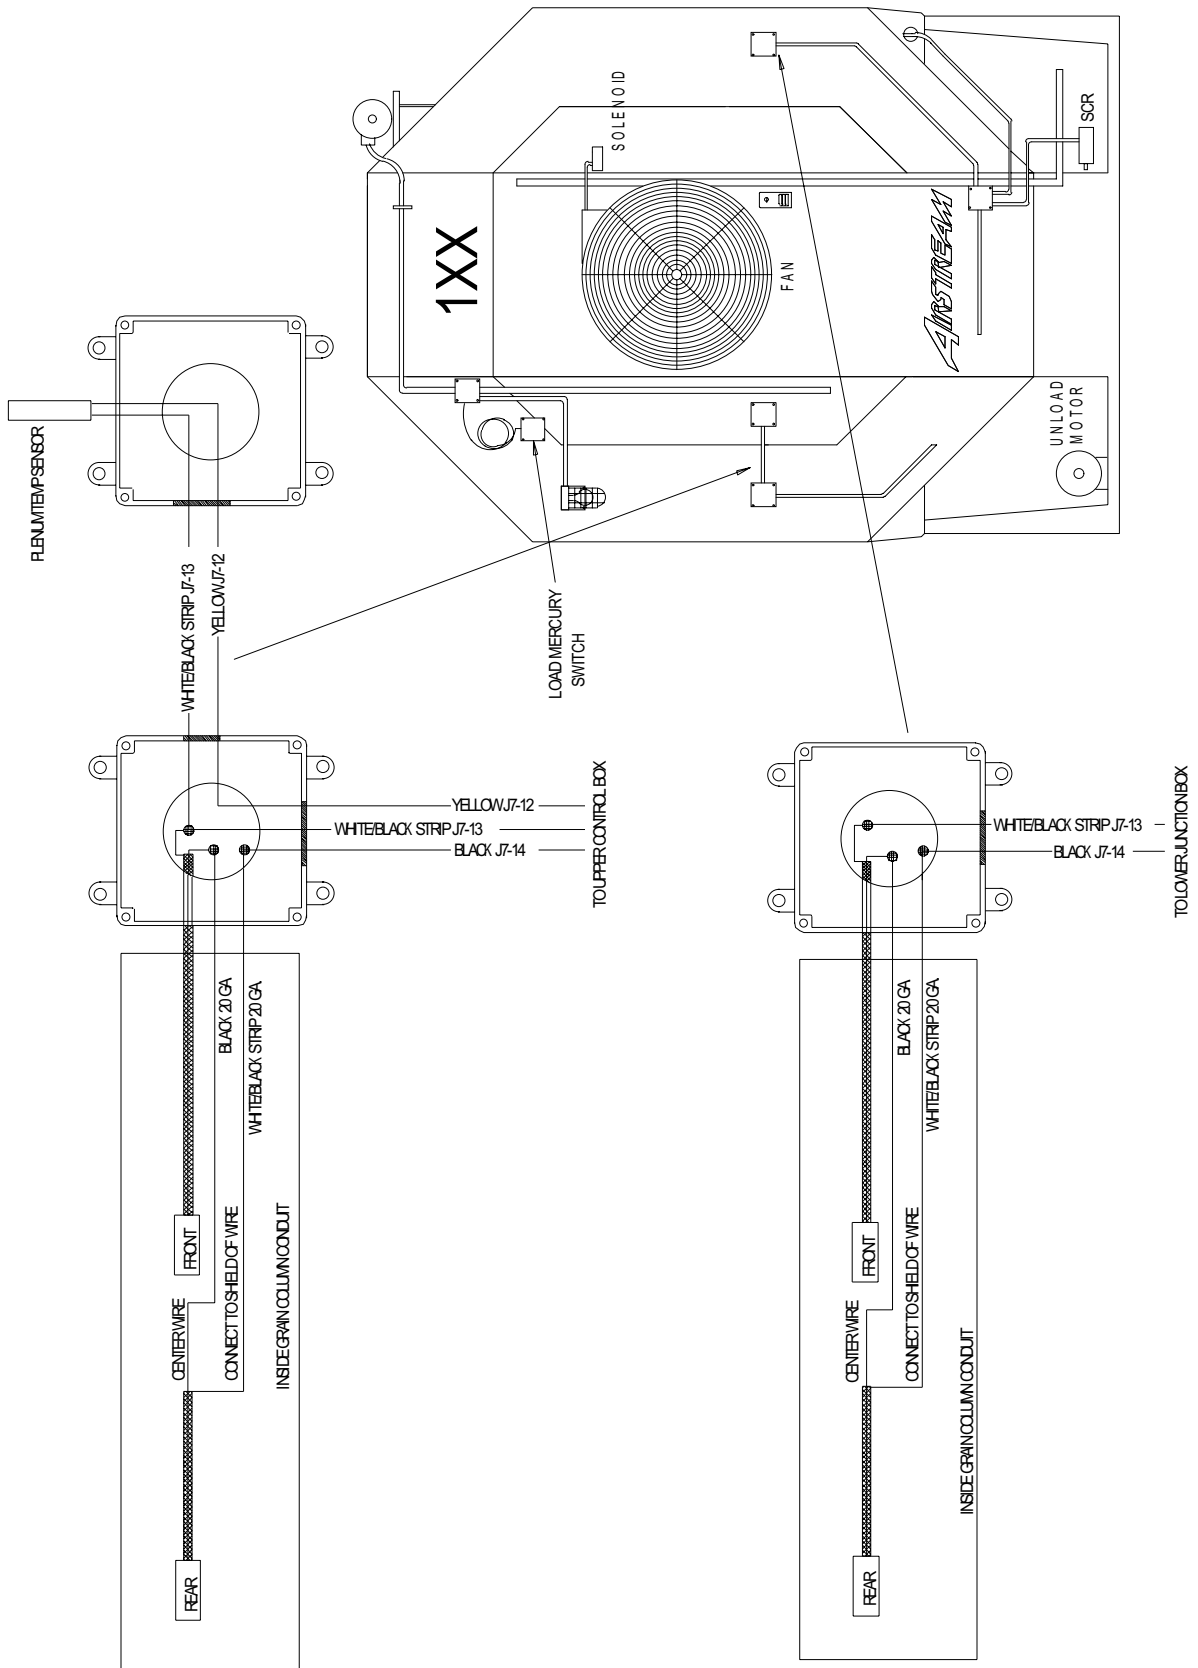 PLENUM TEMP SENSOR
WHITE/BLACK STRIP J7-13
YELLOW J7-12
SOLENOID
SCR
1XX
FAN
AIRSTREAM
UNLOAD
MOTOR
LOAD MERCURY
SWITCH
YELLOW J7-12
WHITE/BLACK STRIP J7-13
BLACK J7-14
TO UPPER CONTROL BOX
BLACK 20 GA
WHITE/BLACK STRIP 20 GA
FRONT
CENTER WIRE
CONNECT TO SHIELD OF WIRE
INSIDE GRAIN COLUMN CONDUIT
REAR
WHITE/BLACK STRIP J7-13
BLACK J7-14
TO LOWER JUNCTION BOX
BLACK 20 GA
WHITE/BLACK STRIP 20 GA
FRONT
CENTER WIRE
CONNECT TO SHIELD OF WIRE
INSIDE GRAIN COLUMN CONDUIT
REAR